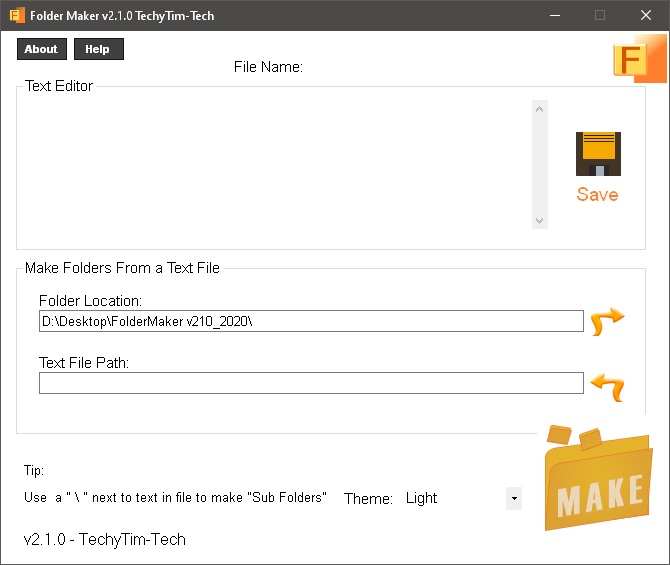 Folder Maker v2.1.0 TechyTim-Tech
About Help
File Name:
F
Text Editor
Save
Make Folders From a Text File
Folder Location:
D:\Desktop\FolderMaker v210_2020\
Text File Path:
MAKE
Tip:
Use a " \ " next to text in file to make "Sub Folders" Theme: Light
v2.1.0 - TechyTim-Tech